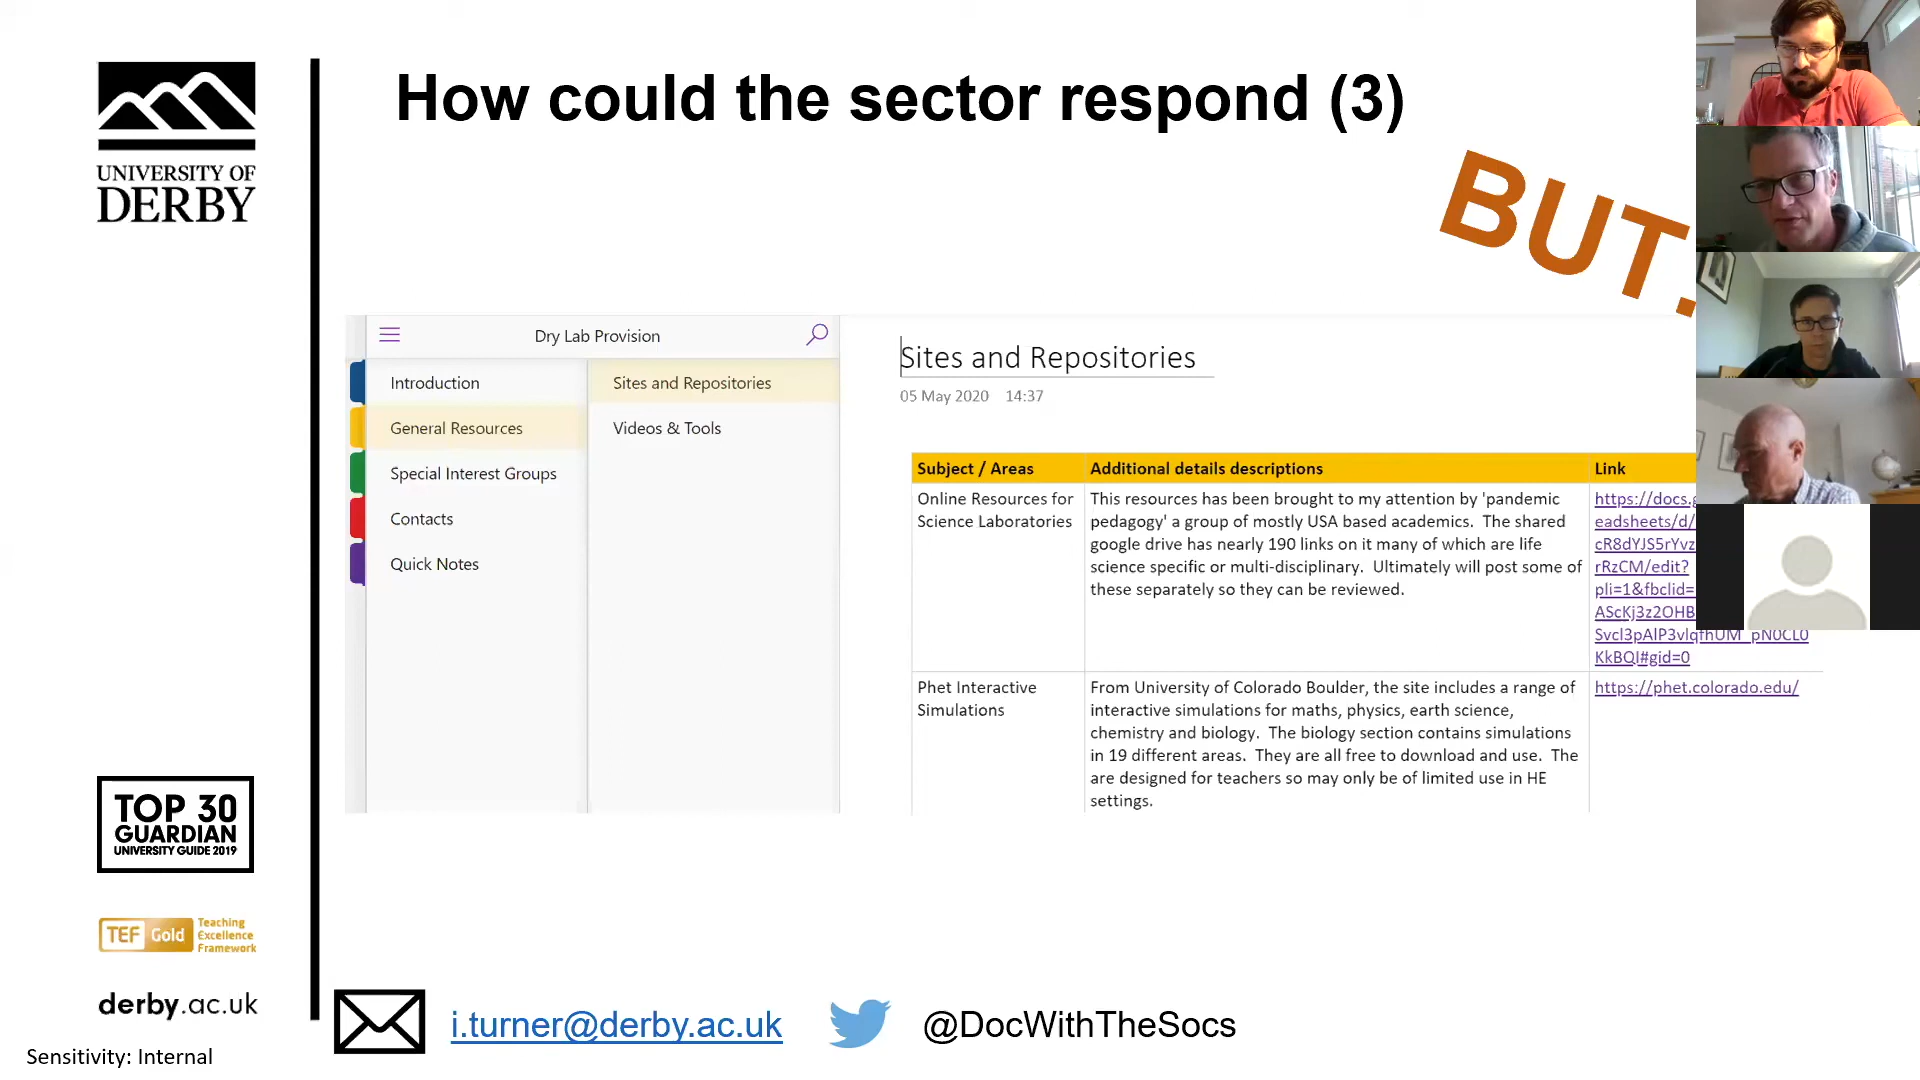 How could the sector respond (3)
UNIVERSITY OF
DERBY
BUT.
Dry Lab Provision
Introduction
General Resources
Special Interest Groups
Contacts
Quick Notes
Sites and Repositories
Videos & Tools
Sites and Repositories
05 May 2020 14:37
Subject / Areas
Additional details descriptions
Link
Online Resources for
Science Laboratories
This resources has been brought to my attention by 'pandemic
pedagogy' a group of mostly USA based academics. The shared
google drive has nearly 190 links on it many of which are life
science specific or multi-disciplinary. Ultimately will post some of
these separately so they can be reviewed.
https://docs.g
eadsheets/d/
cR8dYJS5rYvz
rRzCM/edit?
pli=1&fbclid=
AScKj3z2OHB
KkBQI#gid=0
Phet Interactive
Simulations
From University of Colorado Boulder, the site includes a range of
interactive simulations for maths, physics, earth science,
chemistry and biology. The biology section contains simulations
in 19 different areas. They are all free to download and use. The
are designed for teachers so may only be of limited use in HE
settings.
https://phet.colorado.edu/
TOP 30
GUARDIAN
UNIVERSITY GUIDE 2019
TEF Gold
Teaching
Excellence
Framework
derby.ac.uk
i.turner@derby.ac.uk
@DocWithTheSocs
Sensitivity: Internal